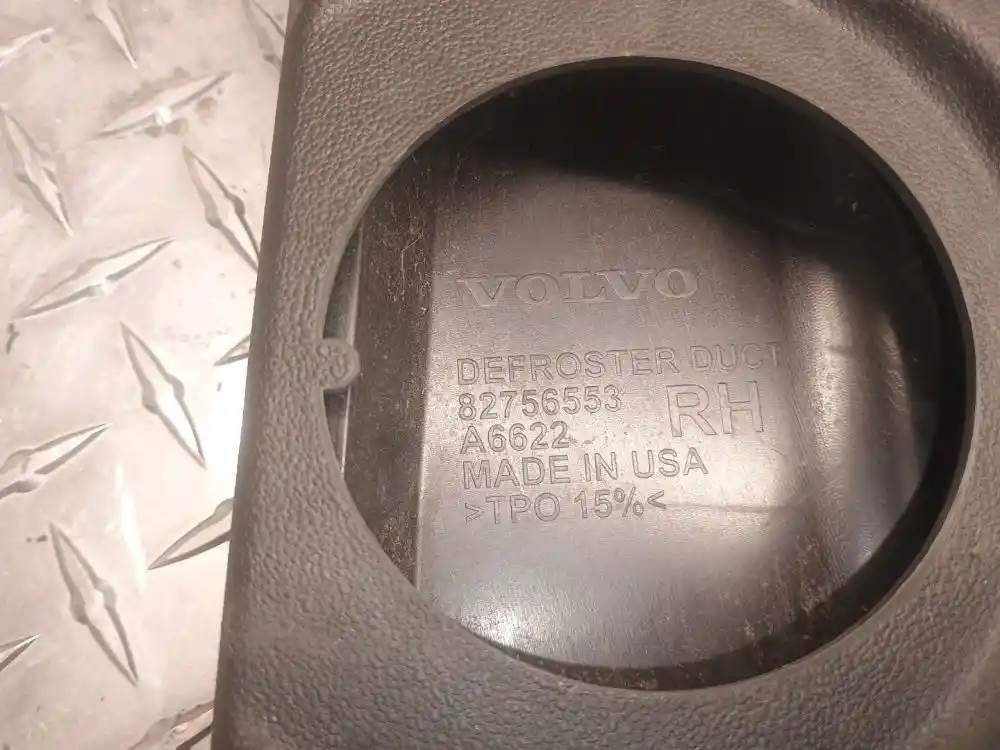 VOLVO
DEFROSTER DUCT
82756553
RH
A6622
MADE IN USA
>TPO 15%<